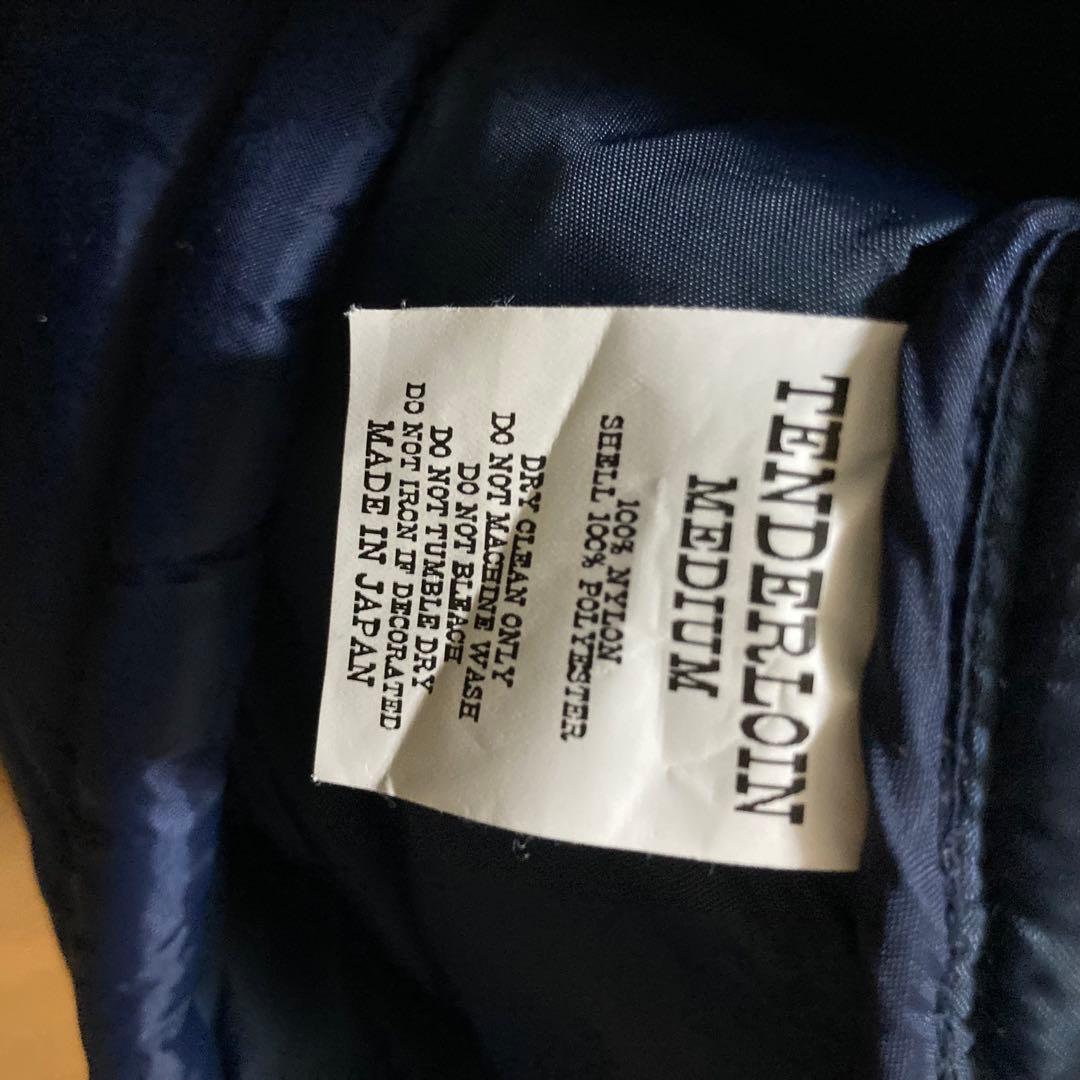 TENDERLOIN
MEDIUM
100% NYLON
SHELL 100% POLYESTER
DRY CLEAN ONLY
DO NOT MACHINE WASH
DO NOT BLEACH
DO NOT TUMBLE DRY
DO NOT IRON IF DECORATED
MADE IN JAPAN